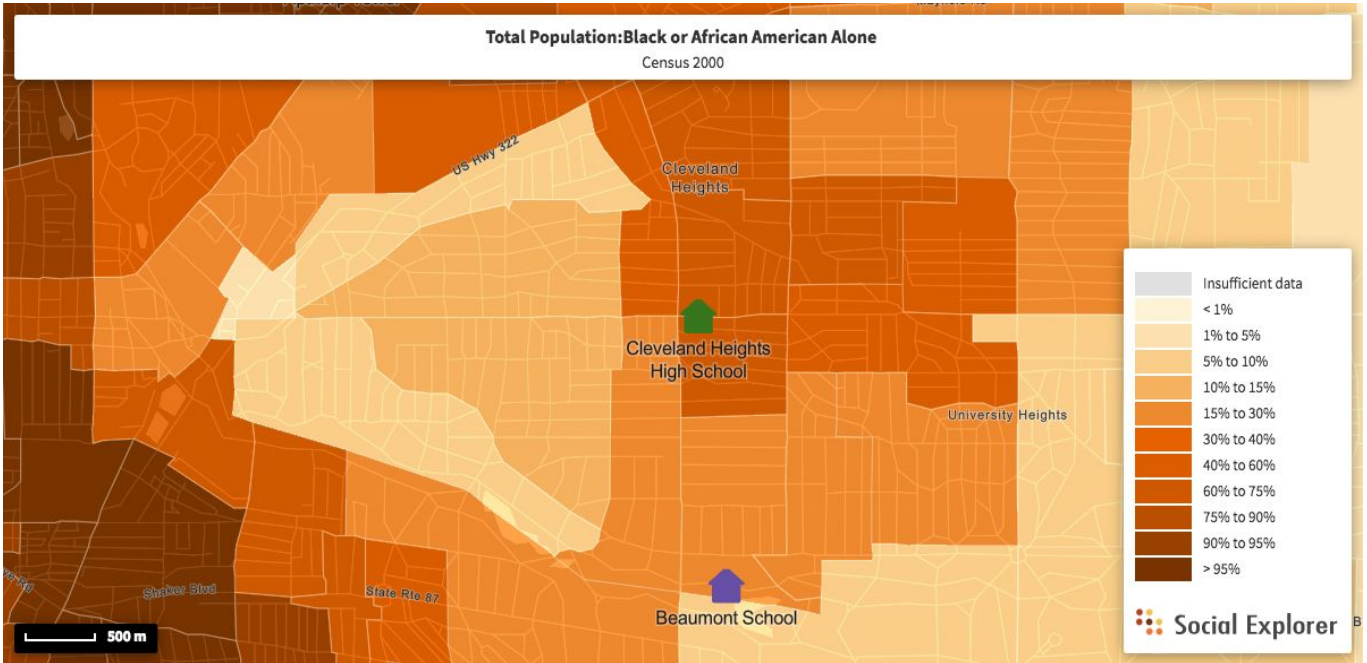 Total Population:Black or African American Alone
Census 2000
US Hwy 322
Cleveland
Heights
Cleveland Heights
High School
University Heights
Beaumont School
Shaker Blvd
State Rte 87
500 m
Insufficient data
< 1%
1% to 5%
5% to 10%
10% to 15%
15% to 30%
30% to 40%
40% to 60%
60% to 75%
75% to 90%
90% to 95%
> 95%
Social Explorer
B